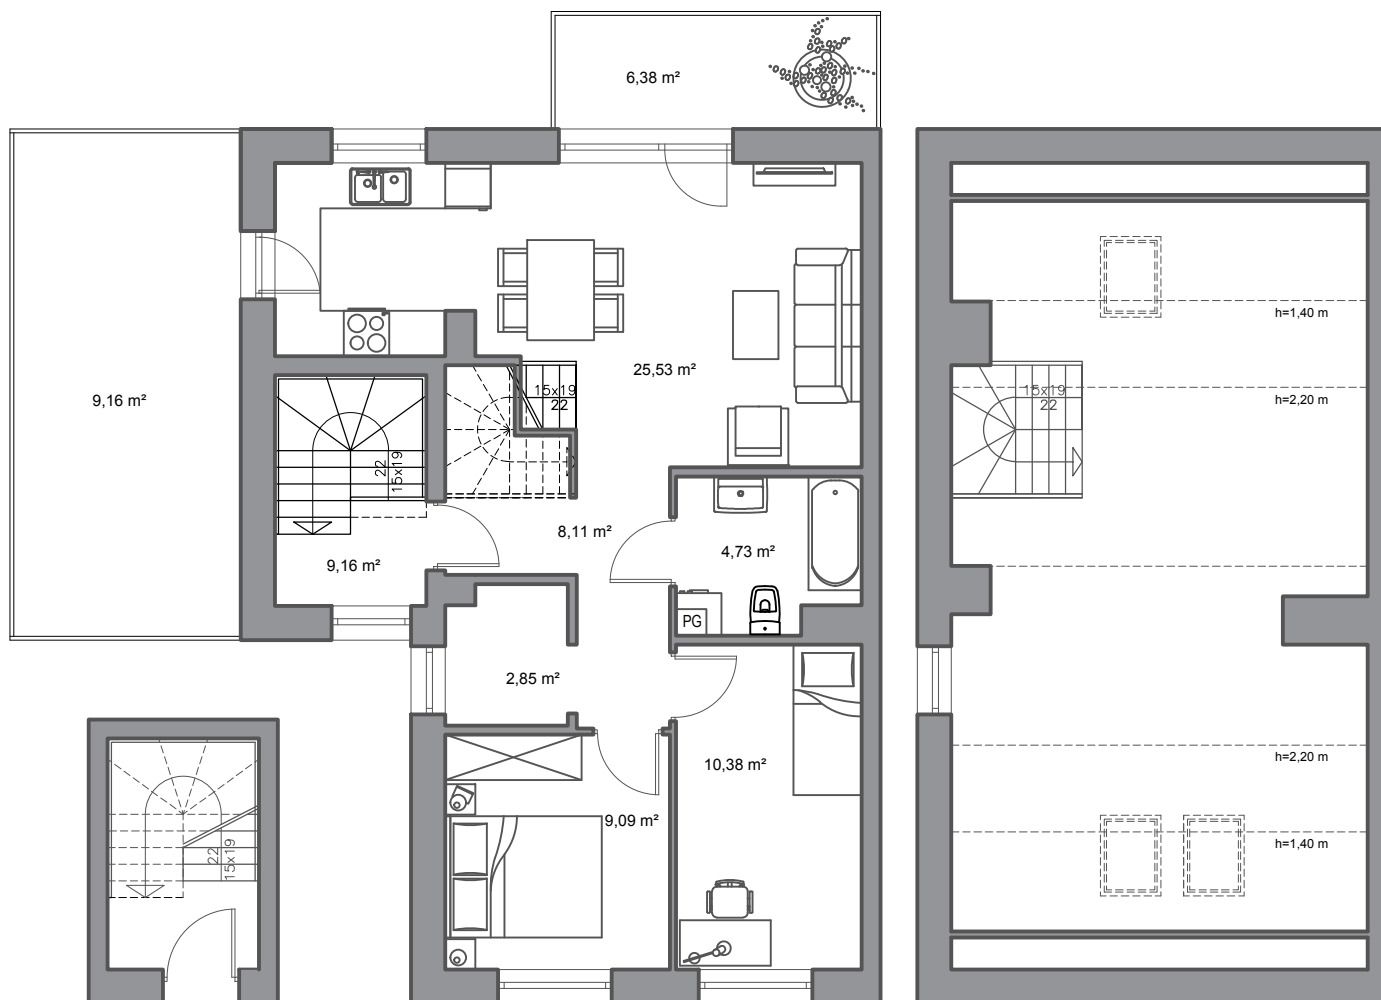 6,38 m²
9,16 m²
25,53 m²
15x19
22
22
15x19
8,11 m²
9,16 m²
4,73 m²
PG
2,85 m²
10,38 m²
9,09 m²
22
15x19
h=1,40 m
15x19
22
h=2,20 m
h=2,20 m
h=1,40 m